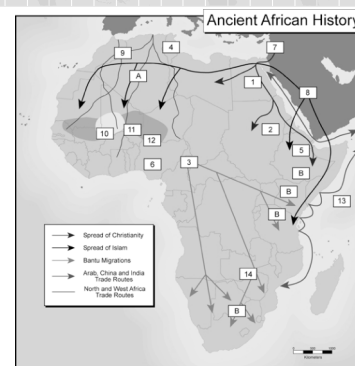 Ancient African History
9
4
7
A
1
8
10
11
2
12
5
6
3
B
B
13
B
14
B
Spread of Christianity
Spread of Islam
Bantu Migrations
Arab, China and India
Trade Routes
North and West Africa
Trade Routes
Kilometers